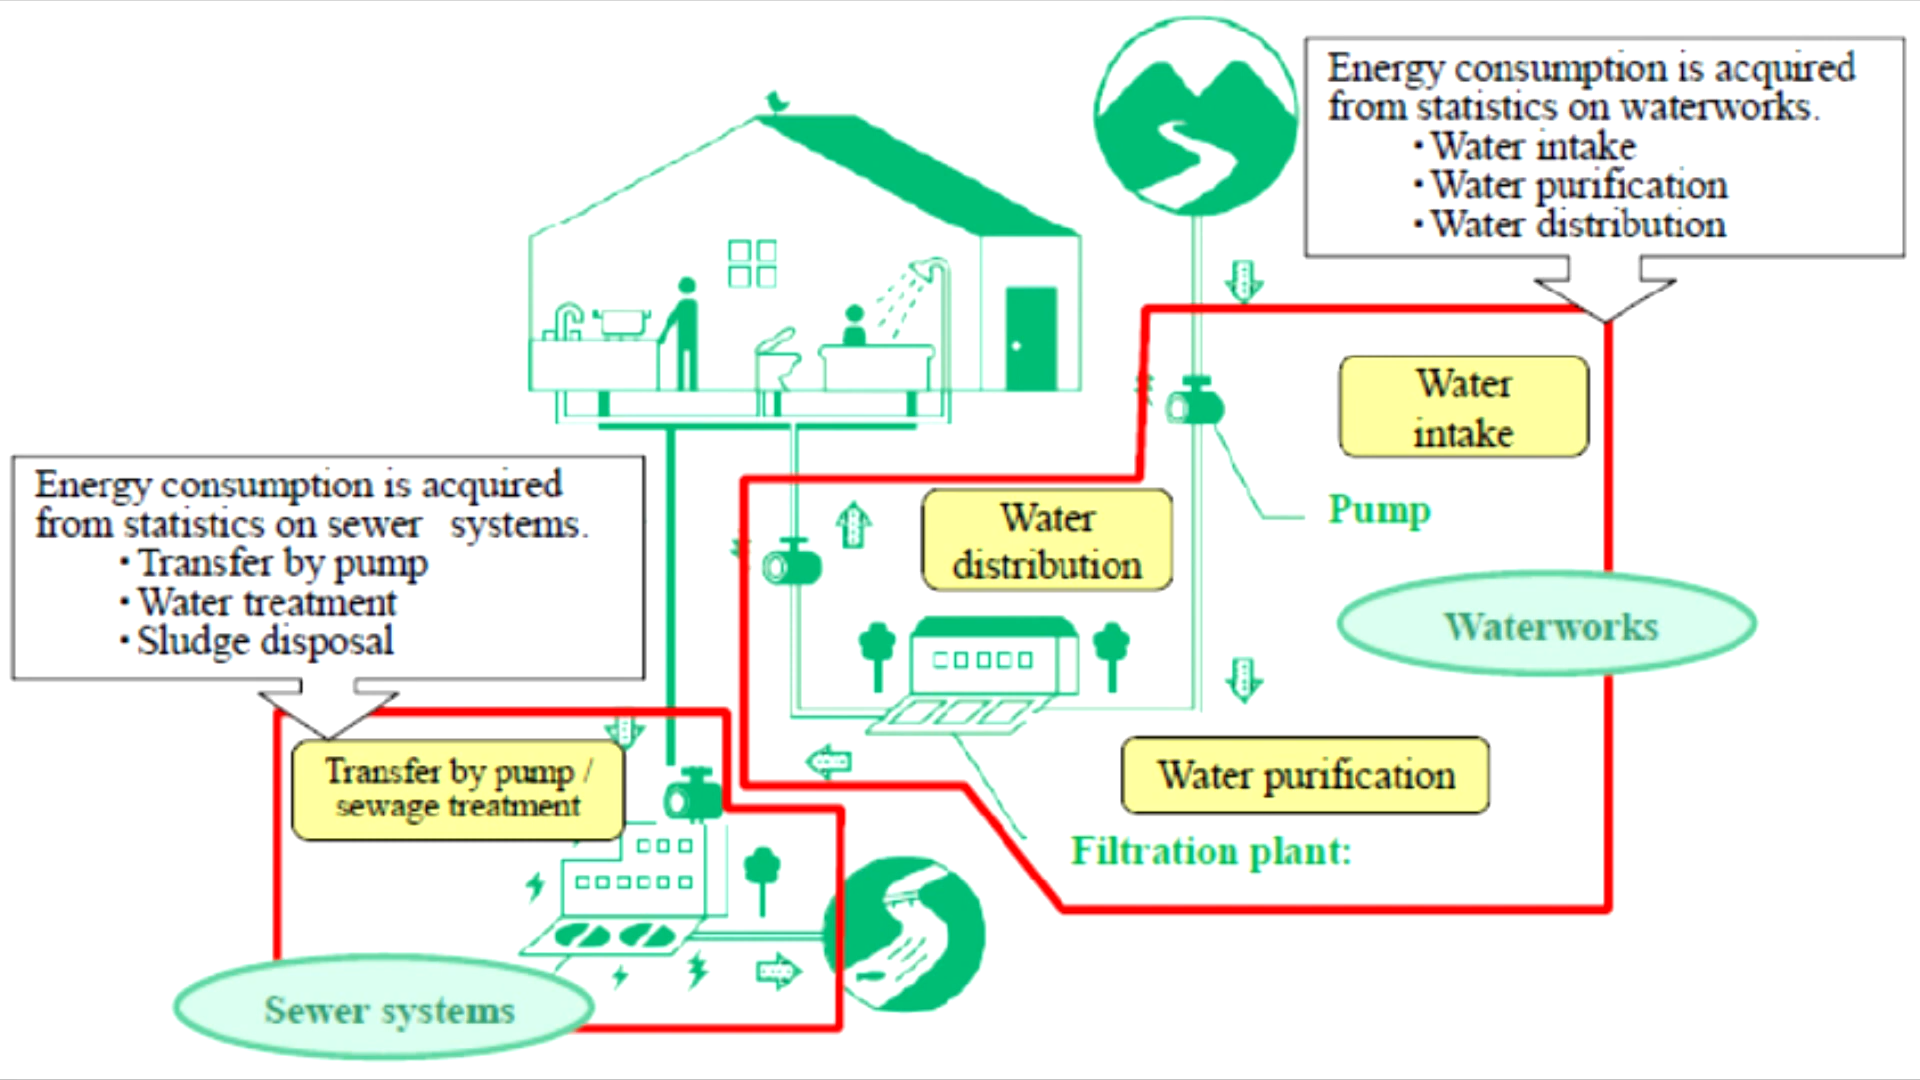 Energy consumption is acquired
from statistics on waterworks.
・Water intake
・Water purification
・Water distribution
Water
intake
Pump
Water
distribution
Waterworks
Water purification
Filtration plant:
Energy consumption is acquired
from statistics on sewer systems.
・Transfer by pump
・Water treatment
・Sludge disposal
Transfer by pump /
sewage treatment
Sewer systems